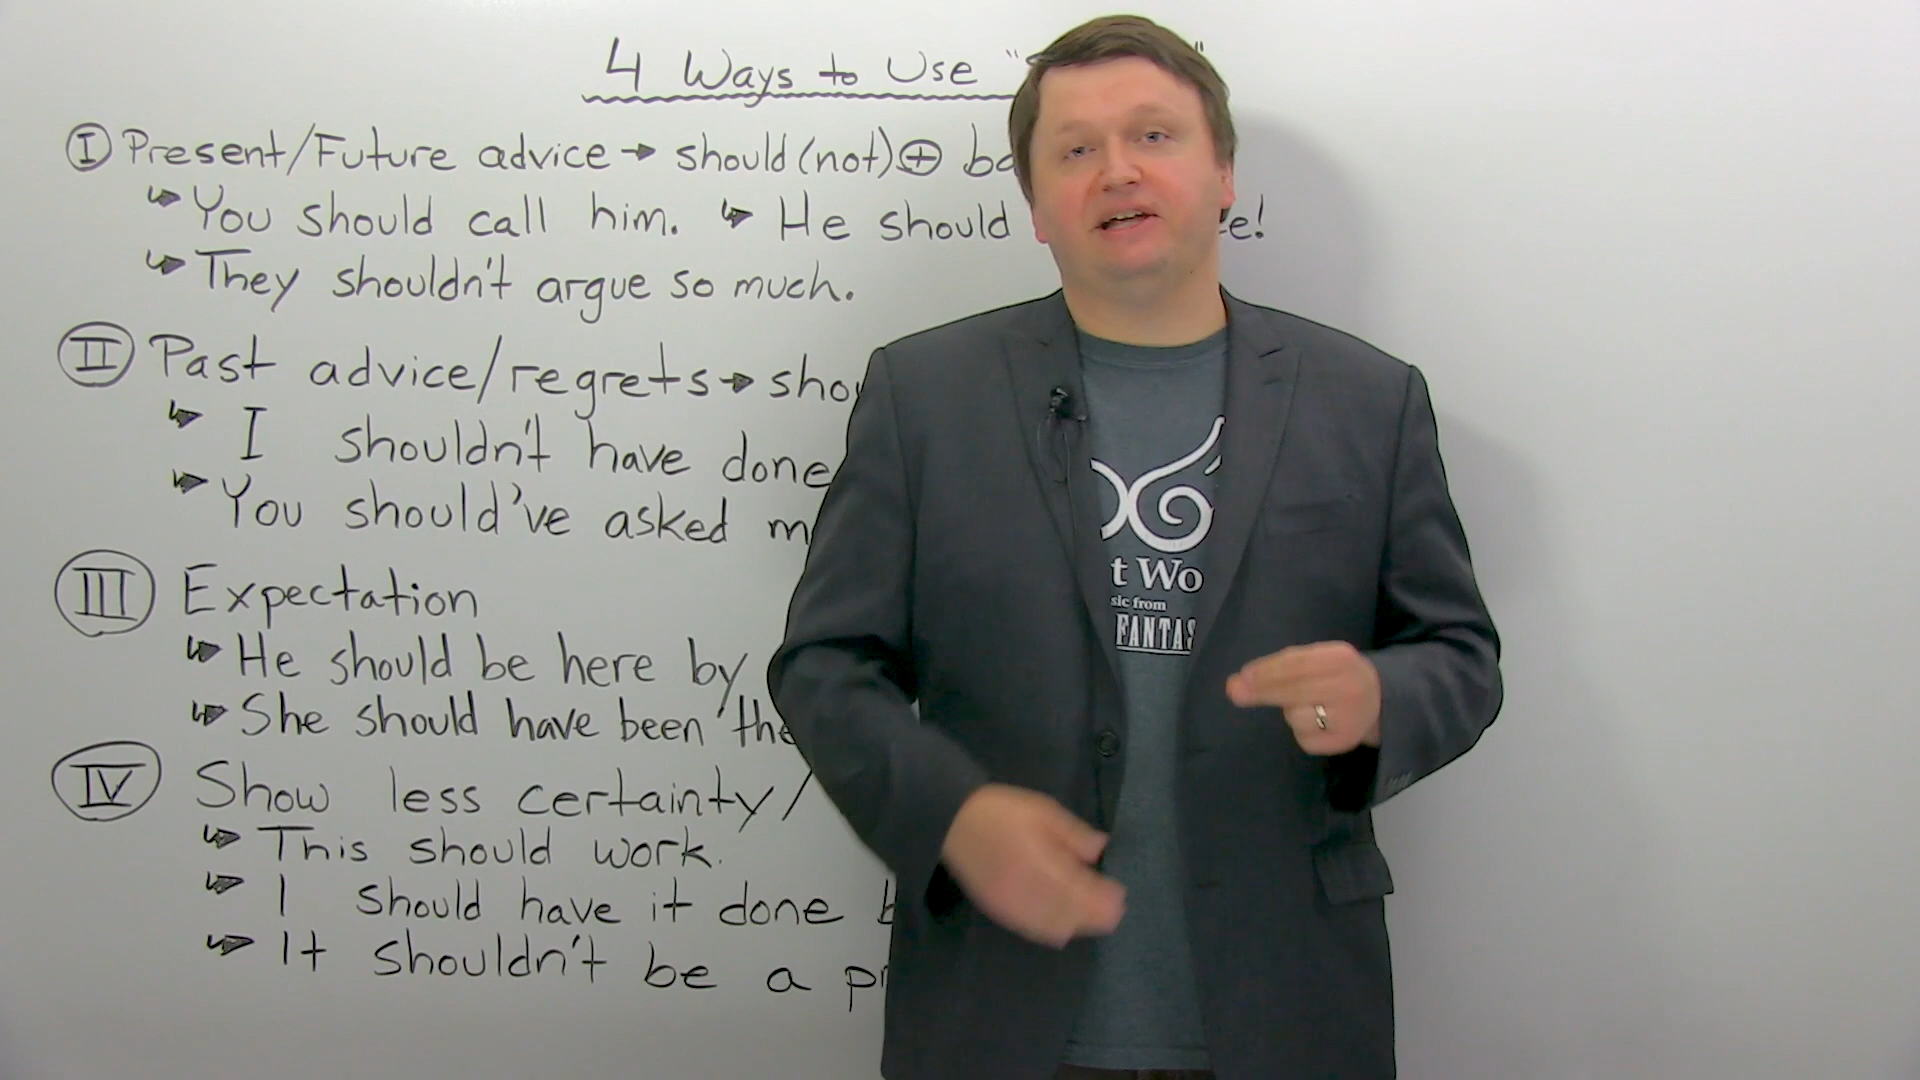 4 Ways to Use "
I Present/Future advice → should (not) + ba
↳ You should call him. ↳ He should e!
↳ They shouldn't argue so much.
II Past advice/regrets → shou
↳ I shouldn't have done
↳ You should've asked m
III Expectation
↳ He should be here by
↳ She should have been the
IV Show less certainty/
↳ This should work.
↳ I should have it done b
↳ It shouldn't be a pr
t Wo
sic from
FANTAS